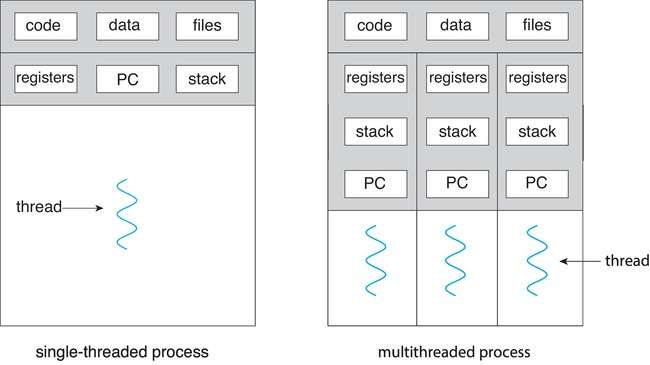 code data files
registers PC stack
thread
single-threaded process
code data files
registers registers registers
stack stack stack
PC PC PC
thread
multithreaded process